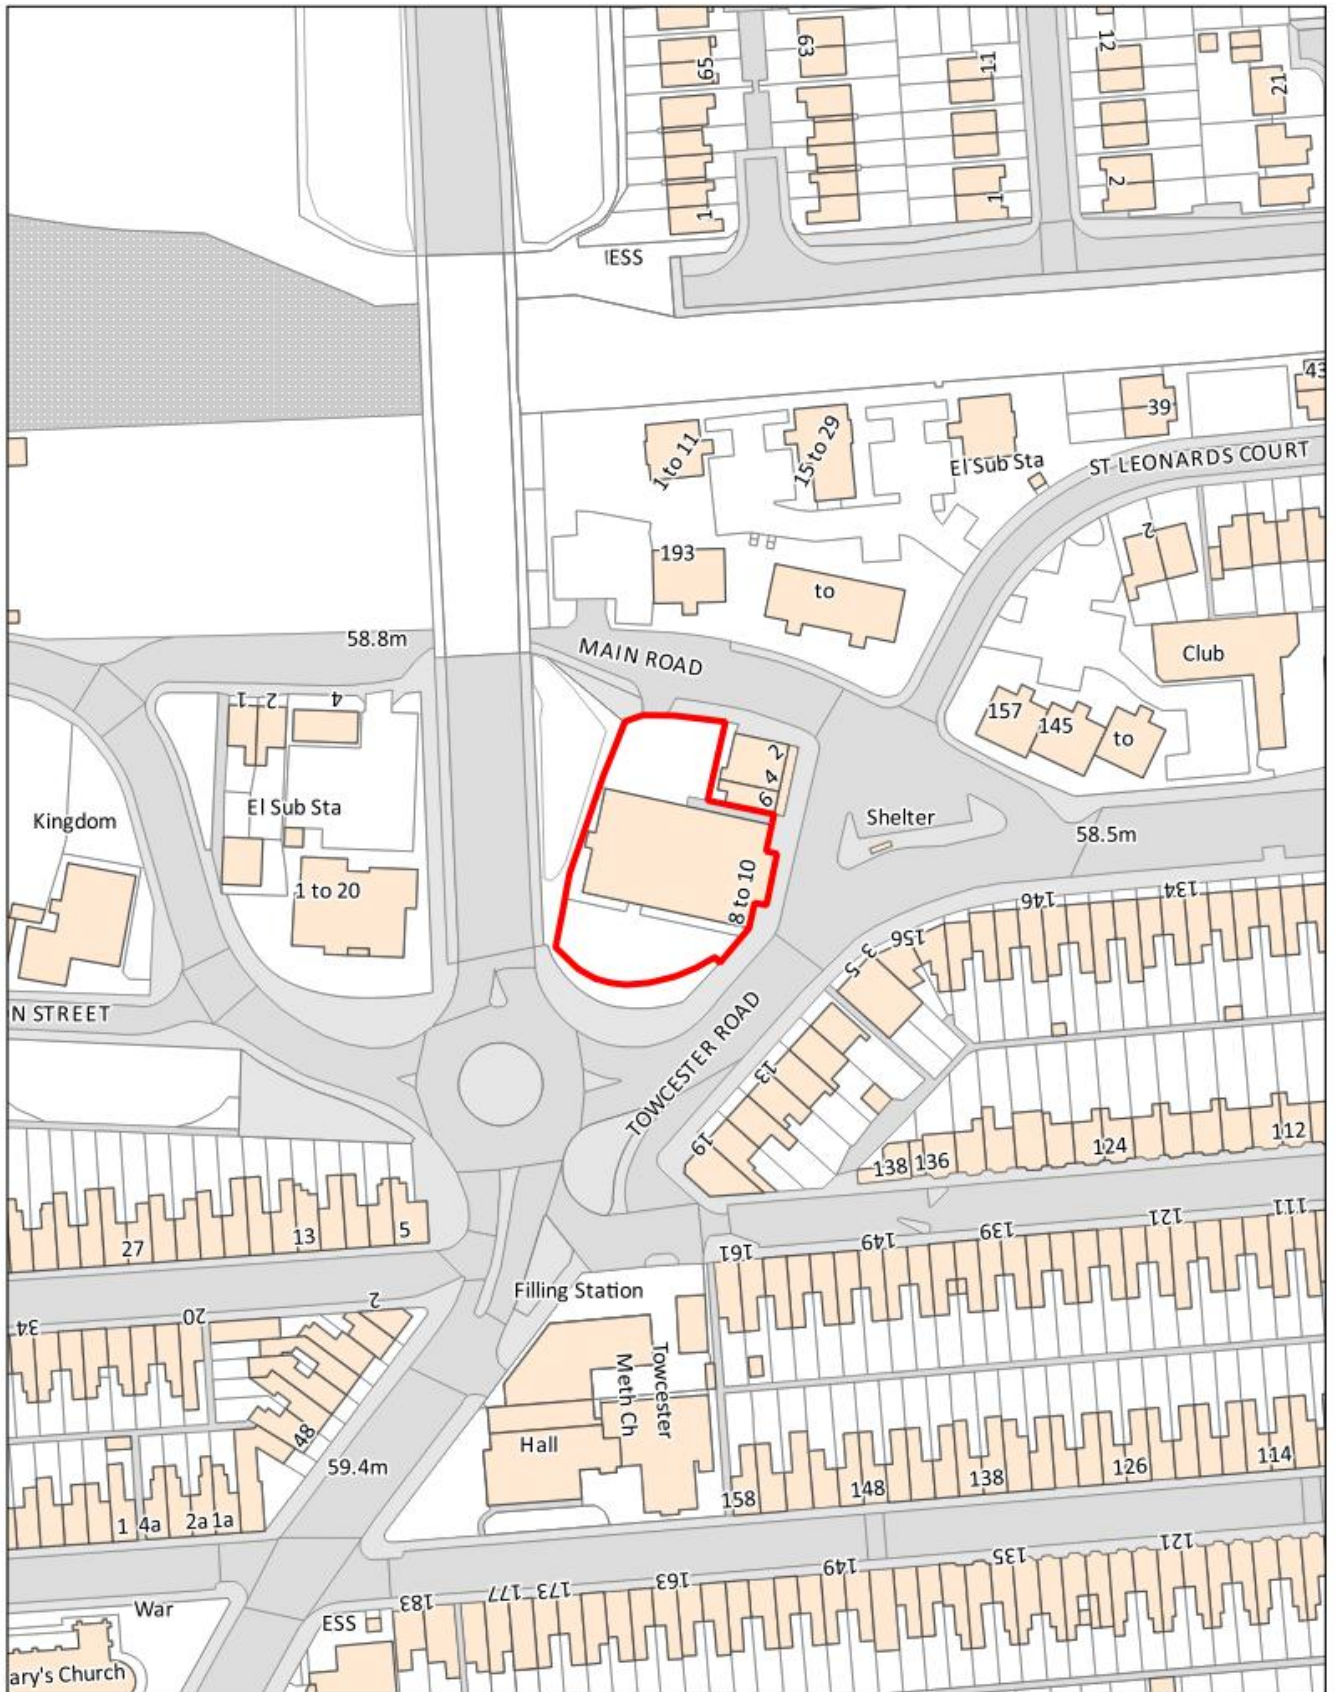 65
63
11
12
21
1
1
2
ESS
43
39
1 to 11
15 to 29
El Sub Sta
ST LEONARDS COURT
2
193
to
58.8m
MAIN ROAD
Club
1
2
4
157
145
to
2
4
6
El Sub Sta
Kingdom
Shelter
58.5m
1 to 20
8 to 10
146
134
156
3
5
N STREET
TOWCESTER ROAD
13
19
138
136
124
112
27
13
5
161
149
139
121
111
Filling Station
34
20
2
Towcester
Meth Ch
Hall
48
59.4m
158
148
138
126
114
1
4a
2a
1a
183
177
173
163
149
135
121
War
ESS
ary's Church